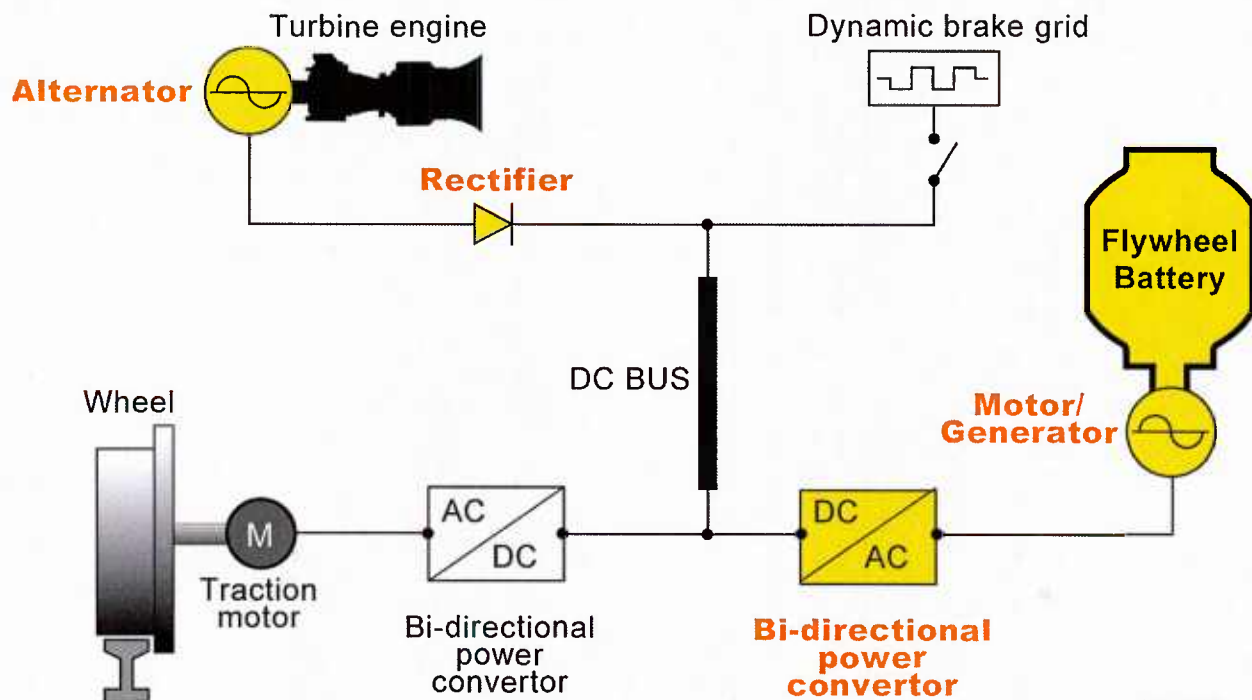 Turbine engine
Dynamic brake grid
Alternator
Rectifier
Flywheel
Battery
DC BUS
Wheel
Motor/
Generator
AC
DC
DC
AC
M
Traction
motor
Bi-directional
power
convertor
Bi-directional
power
convertor